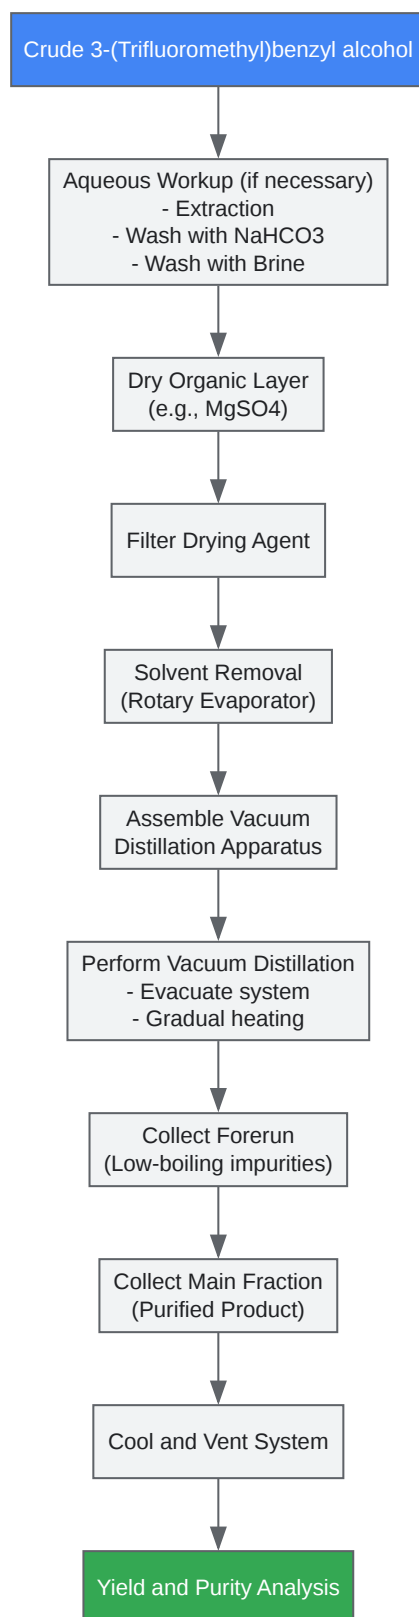 Crude 3-(Trifluoromethyl)benzyl alcohol
Aqueous Workup (if necessary)
- Extraction
- Wash with NaHCO3
- Wash with Brine
Dry Organic Layer
(e.g., MgSO4)
Filter Drying Agent
Solvent Removal
(Rotary Evaporator)
Assemble Vacuum
Distillation Apparatus
Perform Vacuum Distillation
- Evacuate system
- Gradual heating
Collect Forerun
(Low-boiling impurities)
Collect Main Fraction
(Purified Product)
Cool and Vent System
Yield and Purity Analysis